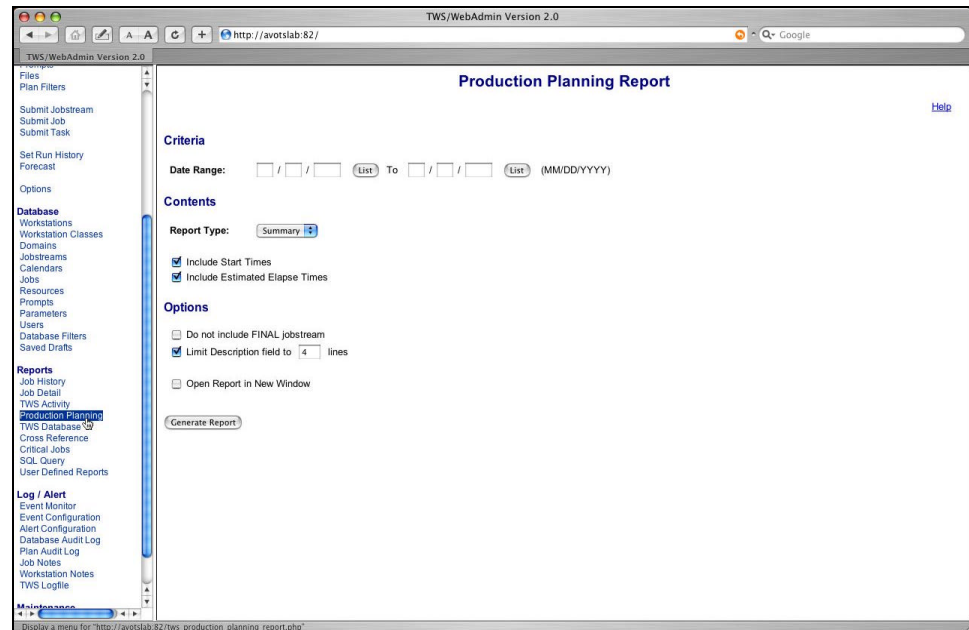 TWS/WebAdmin Version 2.0
A A
http://avotslab:82/
Google
TWS/WebAdmin Version 2.0
Prompts
Files
Plan Filters
Submit Jobstream
Submit Job
Submit Task
Set Run History
Forecast
Options
Database
Workstations
Workstation Classes
Domains
Jobstreams
Calendars
Jobs
Resources
Prompts
Parameters
Users
Database Filters
Saved Drafts
Reports
Job History
Job Detail
TWS Activity
Production Planning
TWS Database
Cross Reference
Critical Jobs
SQL Query
User Defined Reports
Log / Alert
Event Monitor
Event Configuration
Alert Configuration
Database Audit Log
Plan Audit Log
Job Notes
Workstation Notes
TWS Logfile
Maintenance
Production Planning Report
Help
Criteria
Date Range: / / List To / / List (MM/DD/YYYY)
Contents
Report Type: Summary
Include Start Times
Include Estimated Elapse Times
Options
Do not include FINAL jobstream
Limit Description field to 4 lines
Open Report in New Window
Generate Report
Display a menu for "http://avotslab:82/tws_production_planning_report.php"